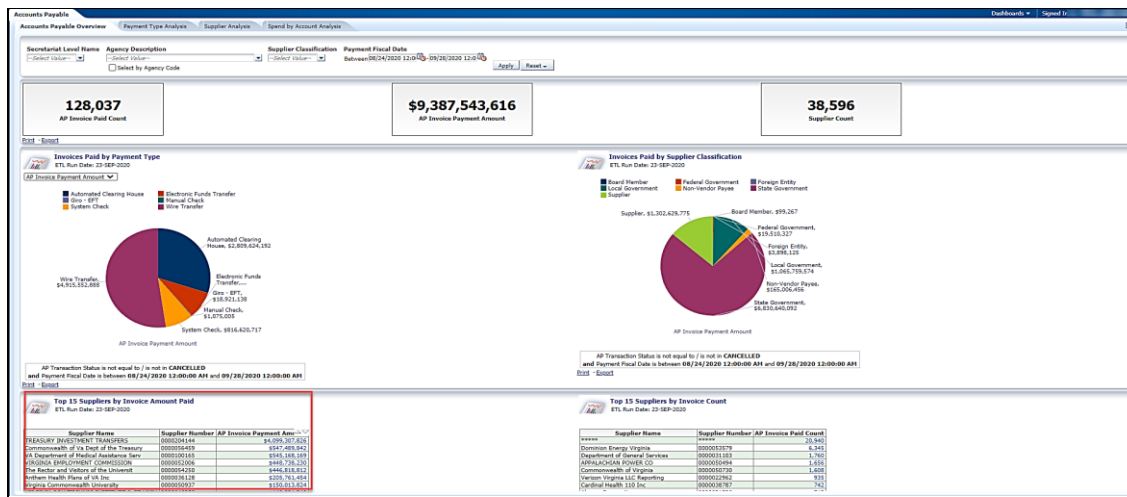 Accounts Payable
Dashboards
Signed In
Accounts Payable Overview
Payment Type Analysis
Supplier Analysis
Spend by Account Analysis
Secretariat Level Name
Agency Description
Supplier Classification
Payment Fiscal Date
--Select Value--
--Select Value--
--Select Value--
Between 08/24/2020 12:0 - 09/28/2020 12:0
Select by Agency Code
Apply
Reset
128,037
AP Invoice Paid Count
$9,387,543,616
AP Invoice Payment Amount
38,596
Supplier Count
Print - Export
Invoices Paid by Payment Type
ETL Run Date: 23-SEP-2020
AP Invoice Payment Amount
Automated Clearing House
Electronic Funds Transfer
Giro - EFT
Manual Check
System Check
Wire Transfer
Automated Clearing
House, $2,809,624,192
Electronic Funds
Transfer,...
Giro - EFT,
$18,921,138
Manual Check,
$1,075,005
System Check, $816,620,717
Wire Transfer,
$4,915,552,888
AP Invoice Payment Amount
AP Transaction Status is not equal to / is not in CANCELLED
and Payment Fiscal Date is between 08/24/2020 12:00:00 AM and 09/28/2020 12:00:00 AM
Print - Export
Invoices Paid by Supplier Classification
ETL Run Date: 23-SEP-2020
Board Member
Federal Government
Foreign Entity
Local Government
Non-Vendor Payee
State Government
Supplier
Supplier, $1,302,629,775
Board Member, $99,267
Federal Government,
$19,510,327
Foreign Entity,
$3,898,125
Local Government,
$1,065,759,574
Non-Vendor Payee,
$165,006,456
State Government,
$6,830,640,092
AP Invoice Payment Amount
AP Transaction Status is not equal to / is not in CANCELLED
and Payment Fiscal Date is between 08/24/2020 12:00:00 AM and 09/28/2020 12:00:00 AM
Print - Export
Top 15 Suppliers by Invoice Amount Paid
ETL Run Date: 23-SEP-2020
Supplier Name Supplier Number AP Invoice Payment Am
TREASURY INVESTMENT TRANSFERS 0000204144 $4,099,307,826
Commonwealth of Va Dept of the Treasury 0000056459 $547,489,842
VA Department of Medical Assistance Serv 0000100165 $545,168,169
VIRGINIA EMPLOYMENT COMMISSION 0000052006 $448,736,230
The Rector and Visitors of the Universit 0000054250 $446,818,812
Anthem Health Plans of VA Inc 0000036128 $205,761,484
Virginia Commonwealth University 0000050937 $150,013,824
Top 15 Suppliers by Invoice Count
ETL Run Date: 23-SEP-2020
Supplier Name Supplier Number AP Invoice Paid Count
***** ***** 20,940
Dominion Energy Virginia 0000053579 6,345
Department of General Services 0000031103 1,760
APPALACHIAN POWER CO 0000050494 1,656
Commonwealth of Virginia 0000050730 1,608
Verizon Virginia LLC Reporting 0000022962 935
Cardinal Health 110 Inc 0000038787 742